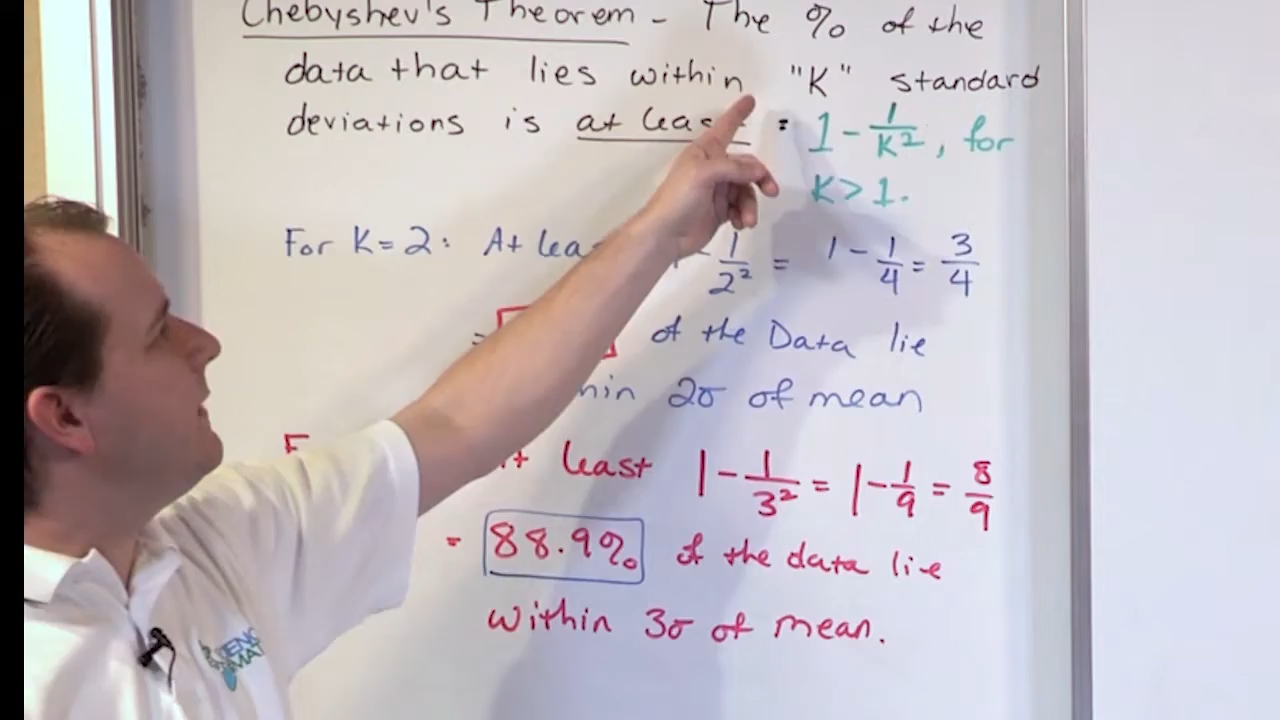 Chebyshev's Theorem - The % of the
data that lies within "K" standard
deviations is at least : 1 - 1/K², for
K > 1.
For K = 2: At 1/2² = 1 - 1/4 = 3/4
of the Data lie
2σ of mean
least 1 - 1/3² = 1 - 1/9 = 8/9
= 88.9% of the data lie
within 3σ of mean.